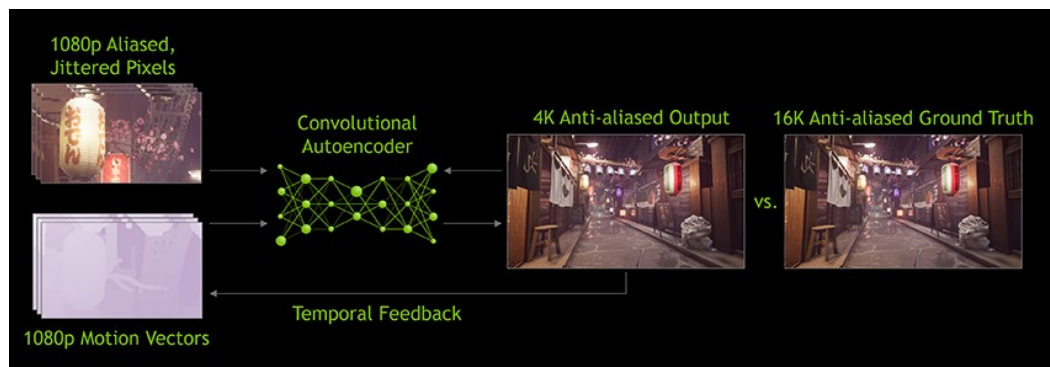 1080p Aliased,
Jittered Pixels
Convolutional
Autoencoder
4K Anti-aliased Output
16K Anti-aliased Ground Truth
vs.
Temporal Feedback
1080p Motion Vectors